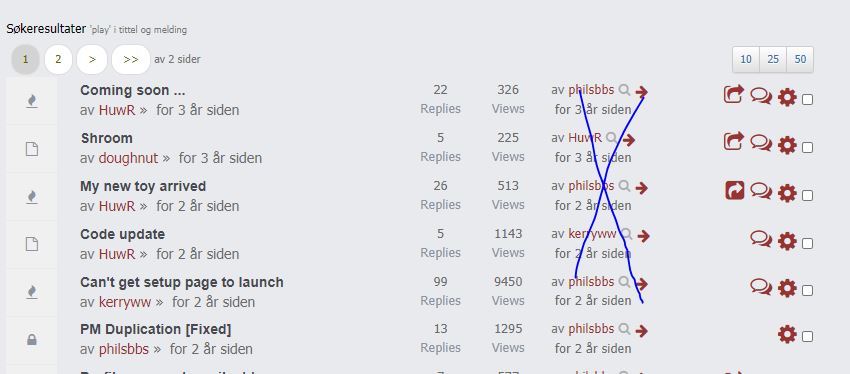 Søkeresultater 'play' i tittel og melding
1 2 > >> av 2 sider 10 25 50
Coming soon ... 22 326 av philsbbs
av HuwR » for 3 år siden Replies Views for 3 år siden
Shroom 5 225 av HuwR
av doughnut » for 3 år siden Replies Views for 3 år siden
My new toy arrived 26 513 av philsbbs
av HuwR » for 2 år siden Replies Views for 2 år siden
Code update 5 1143 av kerryww
av HuwR » for 2 år siden Replies Views for 2 år siden
Can't get setup page to launch 99 9450 av philsbbs
av kerryww » for 2 år siden Replies Views for 2 år siden
PM Duplication [Fixed] 13 1295 av philsbbs
av philsbbs » for 2 år siden Replies Views for 2 år siden